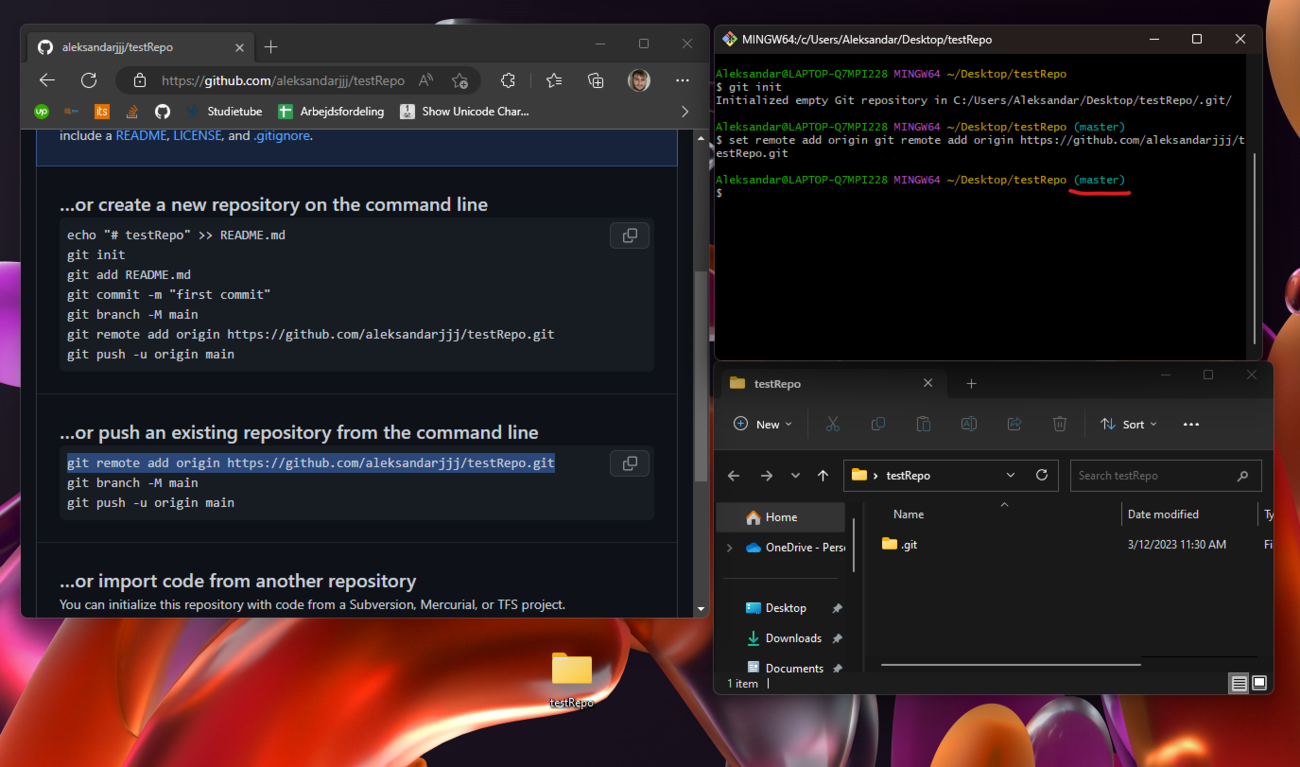 aleksandarjjj/testRepo
https://github.com/aleksandarjjj/testRepo
up
its
Studietube
Arbejdsfordeling
Show Unicode Char...
include a README, LICENSE, and .gitignore.
...or create a new repository on the command line
echo "# testRepo" >> README.md
git init
git add README.md
git commit -m "first commit"
git branch -M main
git remote add origin https://github.com/aleksandarjjj/testRepo.git
git push -u origin main
...or push an existing repository from the command line
git remote add origin https://github.com/aleksandarjjj/testRepo.git
git branch -M main
git push -u origin main
...or import code from another repository
You can initialize this repository with code from a Subversion, Mercurial, or TFS project.
MINGW64:/c/Users/Aleksandar/Desktop/testRepo
Aleksandar@LAPTOP-Q7MPI228 MINGW64 ~/Desktop/testRepo
$ git init
Initialized empty Git repository in C:/Users/Aleksandar/Desktop/testRepo/.git/
Aleksandar@LAPTOP-Q7MPI228 MINGW64 ~/Desktop/testRepo (master)
$ set remote add origin git remote add origin https://github.com/aleksandarjjj/t
estRepo.git
Aleksandar@LAPTOP-Q7MPI228 MINGW64 ~/Desktop/testRepo (master)
$
testRepo
New
Sort
testRepo
Search testRepo
Home
OneDrive - Pers
Desktop
Downloads
Documents
Name
Date modified
Ty
.git
3/12/2023 11:30 AM
Fi
1 item
testRepo